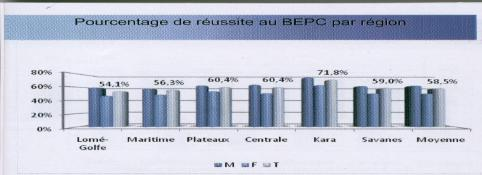 Pourcentage de réussite au BEPC par région
80%
60%
40%
20%
0%
54,1%
56,3%
60,4%
60,4%
71,8%
59,0%
58,5%
Lomé-Golfe
Maritime
Plateaux
Centrale
Kara
Savanes
Moyenne
M F T